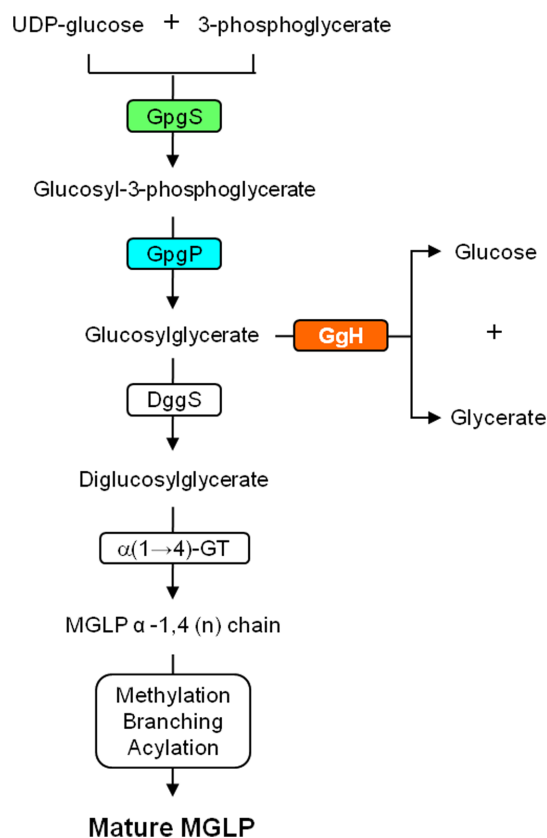 UDP-glucose + 3-phosphoglycerate
GpgS
Glucosyl-3-phosphoglycerate
GpgP
Glucose
Glucosylglycerate
GgH
+
Glycerate
DggS
Diglucosylglycerate
α(1→4)-GT
MGLP α -1,4 (n) chain
Methylation
Branching
Acylation
Mature MGLP